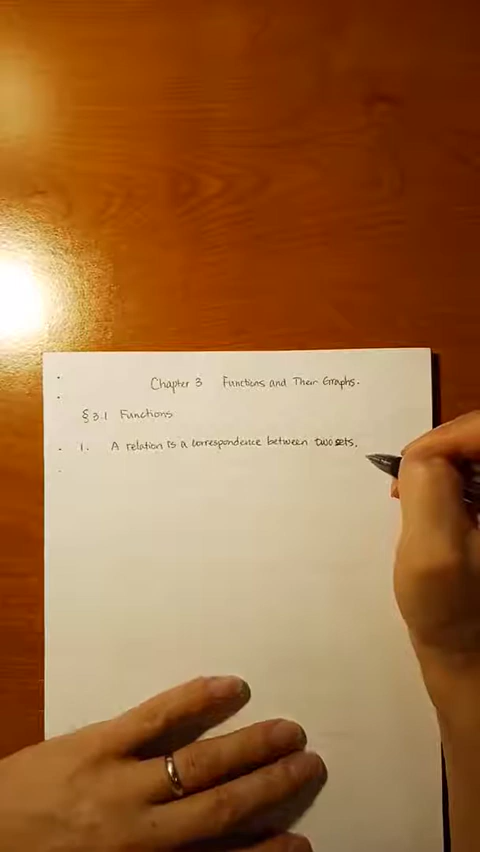 Chapter 3 Functions and Their Graphs.
§ 3.1 Functions
1. A relation is a correspondence between two sets.